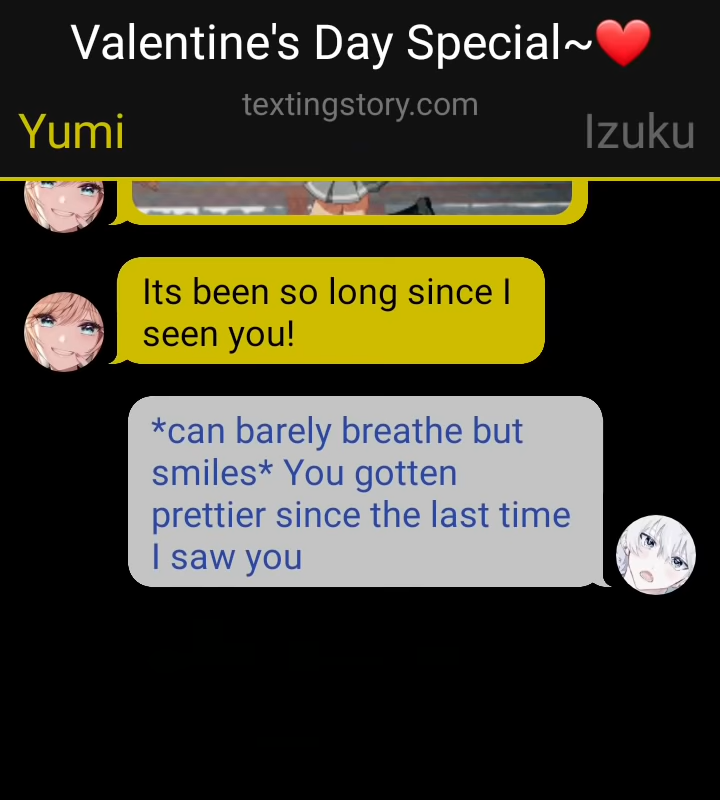 Valentine's Day Special~❤️
textingstory.com
Yumi
Izuku
Its been so long since I
seen you!
*can barely breathe but
smiles* You gotten
prettier since the last time
I saw you